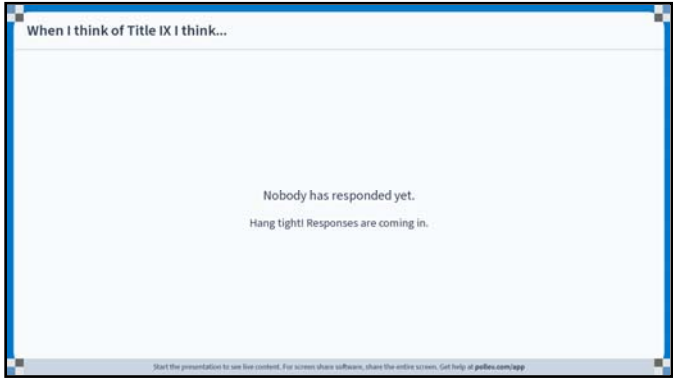 When I think of Title IX I think...
Nobody has responded yet.
Hang tight! Responses are coming in.
Start the presentation to see live content. For screen share software, share the entire screen. Get help at pollev.com/app